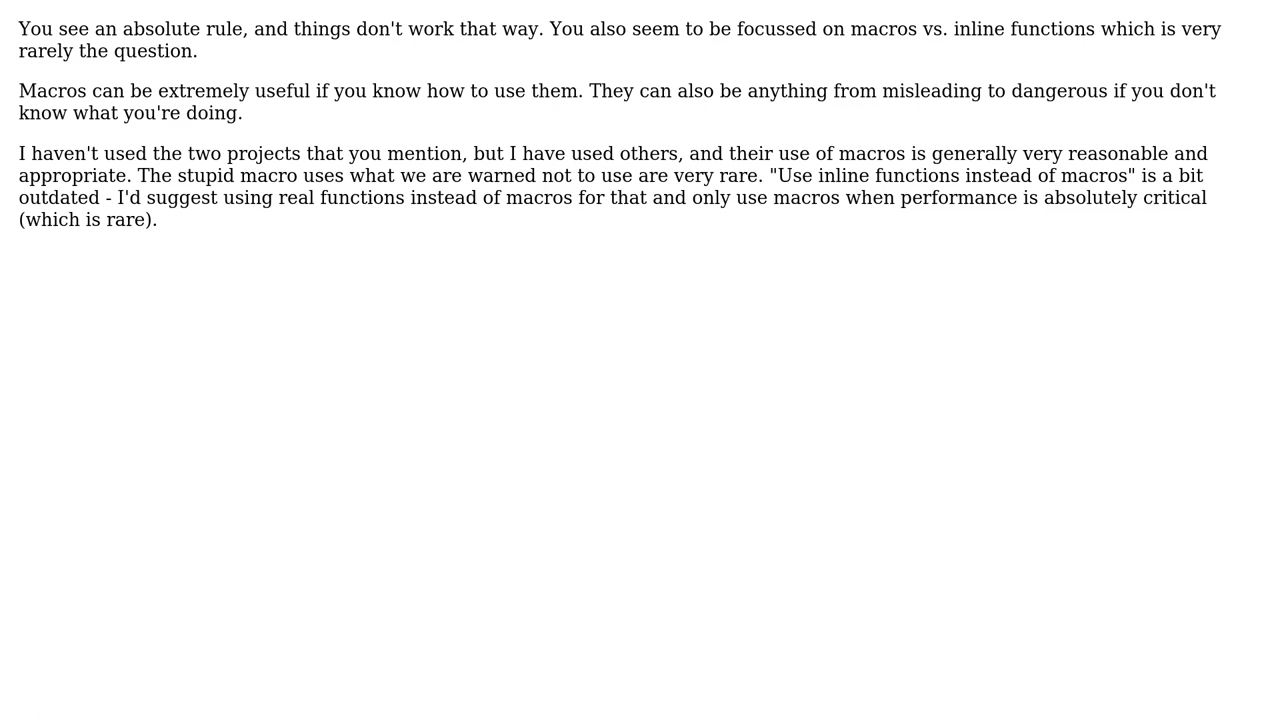 You see an absolute rule, and things don't work that way. You also seem to be focussed on macros vs. inline functions which is very
rarely the question.
Macros can be extremely useful if you know how to use them. They can also be anything from misleading to dangerous if you don't
know what you're doing.
I haven't used the two projects that you mention, but I have used others, and their use of macros is generally very reasonable and
appropriate. The stupid macro uses what we are warned not to use are very rare. "Use inline functions instead of macros" is a bit
outdated - I'd suggest using real functions instead of macros for that and only use macros when performance is absolutely critical
(which is rare).